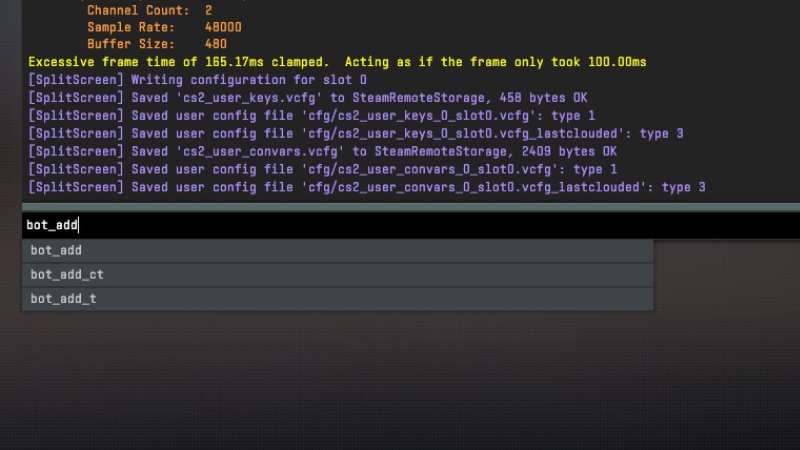 Channel Count: 2
Sample Rate: 48000
Buffer Size: 480
Excessive frame time of 165.17ms clamped. Acting as if the frame only took 100.00ms
[SplitScreen] Writing configuration for slot 0
[SplitScreen] Saved 'cs2_user_keys.vcfg' to SteamRemoteStorage, 458 bytes OK
[SplitScreen] Saved user config file 'cfg/cs2_user_keys_0_slot0.vcfg': type 1
[SplitScreen] Saved user config file 'cfg/cs2_user_keys_0_slot0.vcfg_lastclouded': type 3
[SplitScreen] Saved 'cs2_user_convars.vcfg' to SteamRemoteStorage, 2409 bytes OK
[SplitScreen] Saved user config file 'cfg/cs2_user_convars_0_slot0.vcfg': type 1
[SplitScreen] Saved user config file 'cfg/cs2_user_convars_0_slot0.vcfg_lastclouded': type 3
bot_add
bot_add
bot_add_ct
bot_add_t